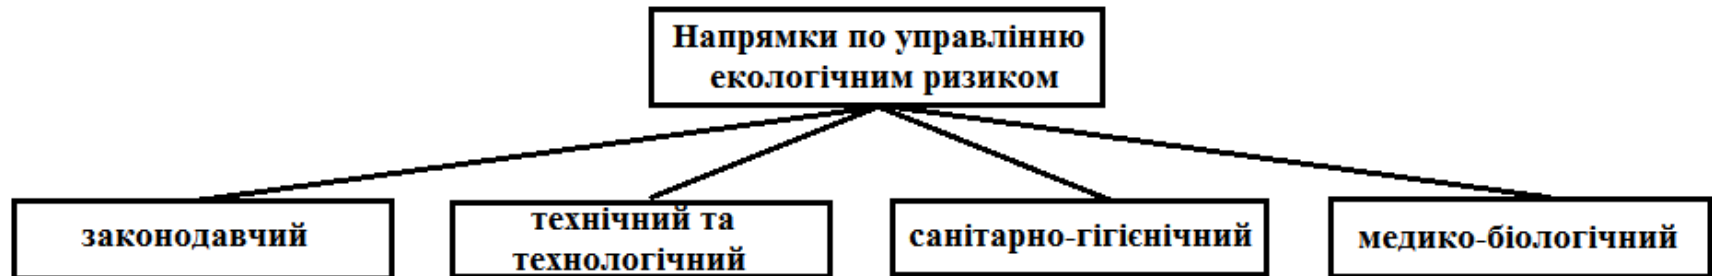 Напрямки по управлінню
екологічним ризиком
законодавчий
технічний та
технологічний
санітарно-гігієнічний
медико-біологічний